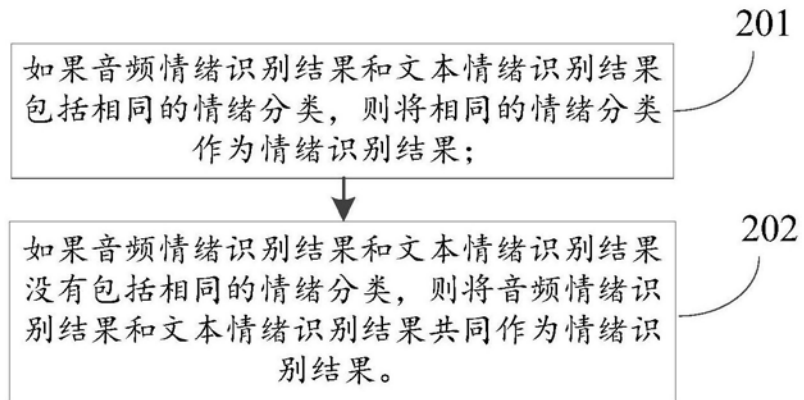 201
如果音频情绪识别结果和文本情绪识别结果
包括相同的情绪分类，则将相同的情绪分类
作为情绪识别结果；
202
如果音频情绪识别结果和文本情绪识别结果
没有包括相同的情绪分类，则将音频情绪识
别结果和文本情绪识别结果共同作为情绪识
别结果。